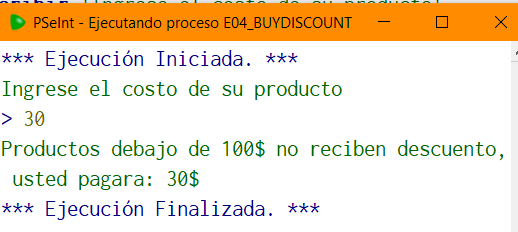 PSeInt - Ejecutando proceso E04_BUYDISCOUNT
*** Ejecución Iniciada. ***
Ingrese el costo de su producto
> 30
Productos debajo de 100$ no reciben descuento,
usted pagara: 30$
*** Ejecución Finalizada. ***